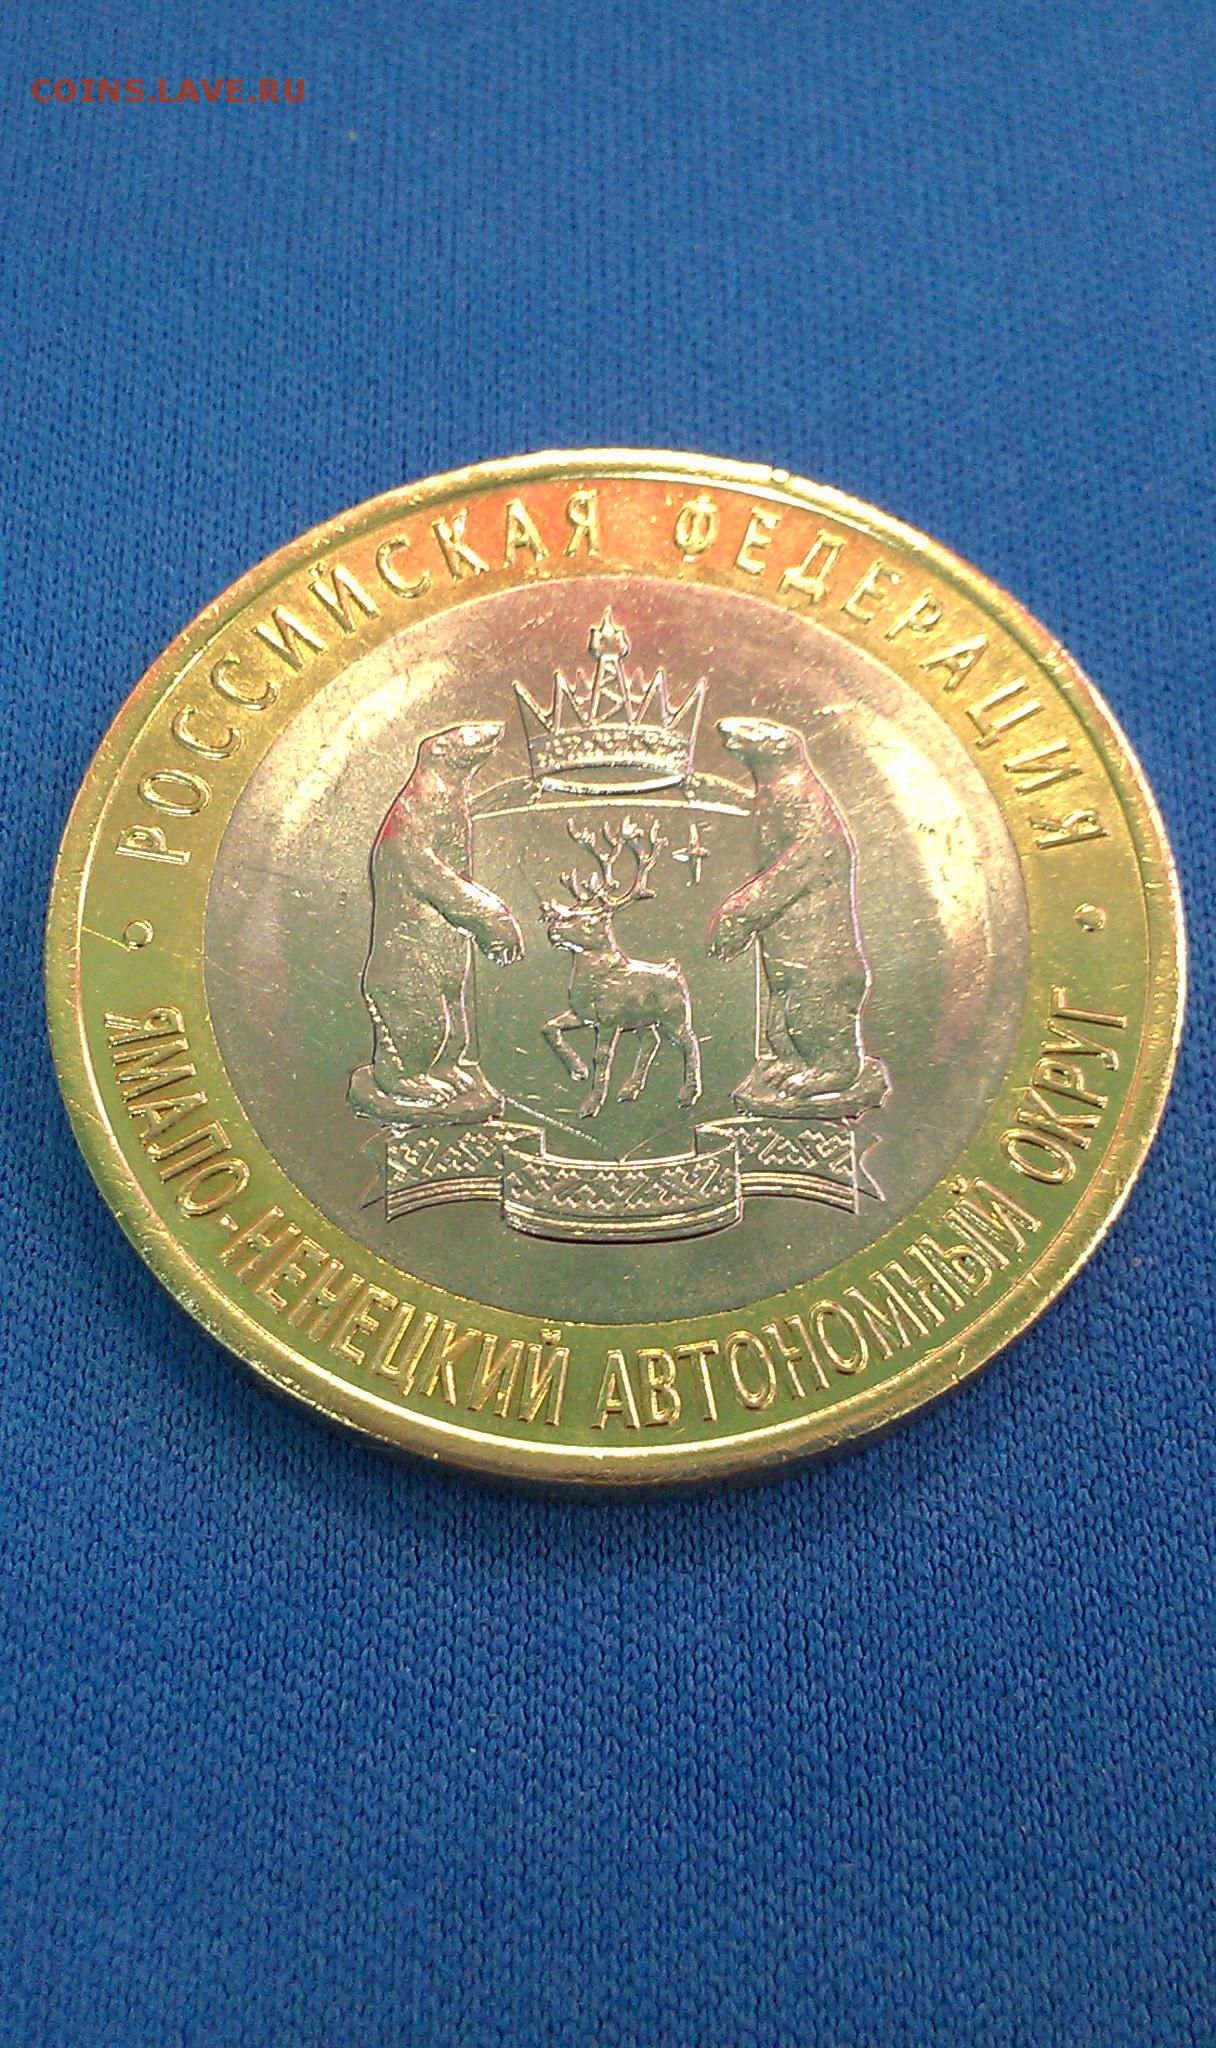 COINS.LAVE.RU
РОССИЙСКАЯ ФЕДЕРАЦИЯ
ЯМАЛО-НЕНЕЦКИЙ АВТОНОМНЫЙ ОКРУГ